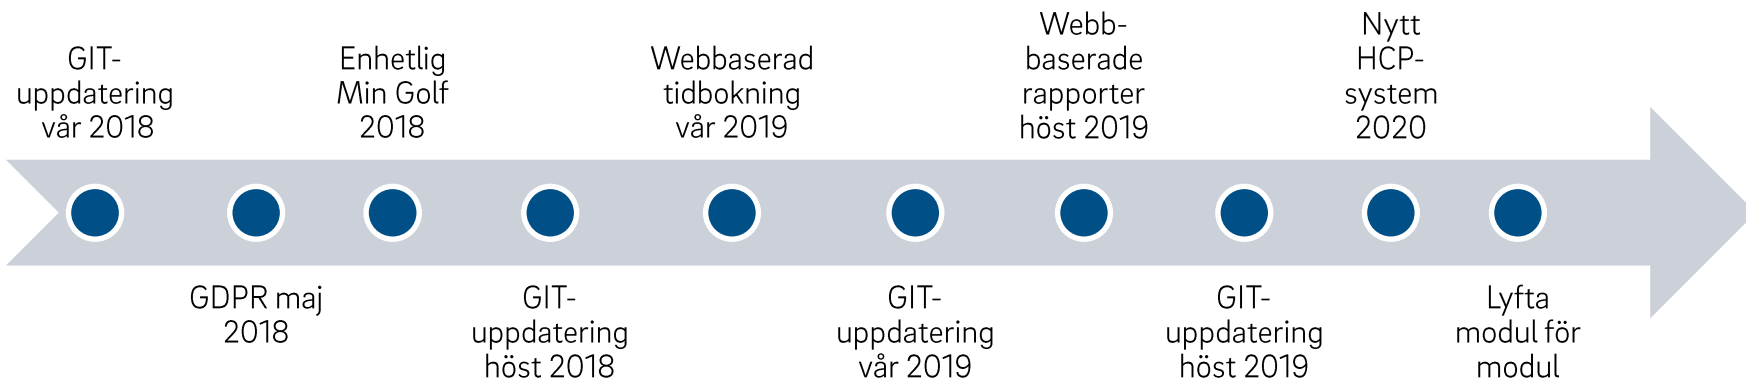 GIT-
uppdatering
vår 2018
GDPR maj
2018
Enhetlig
Min Golf
2018
GIT-
uppdatering
höst 2018
Webbaserad
tidbokning
vår 2019
GIT-
uppdatering
vår 2019
Webb-
baserade
rapporter
höst 2019
GIT-
uppdatering
höst 2019
Nytt
HCP-
system
2020
Lyfta
modul för
modul